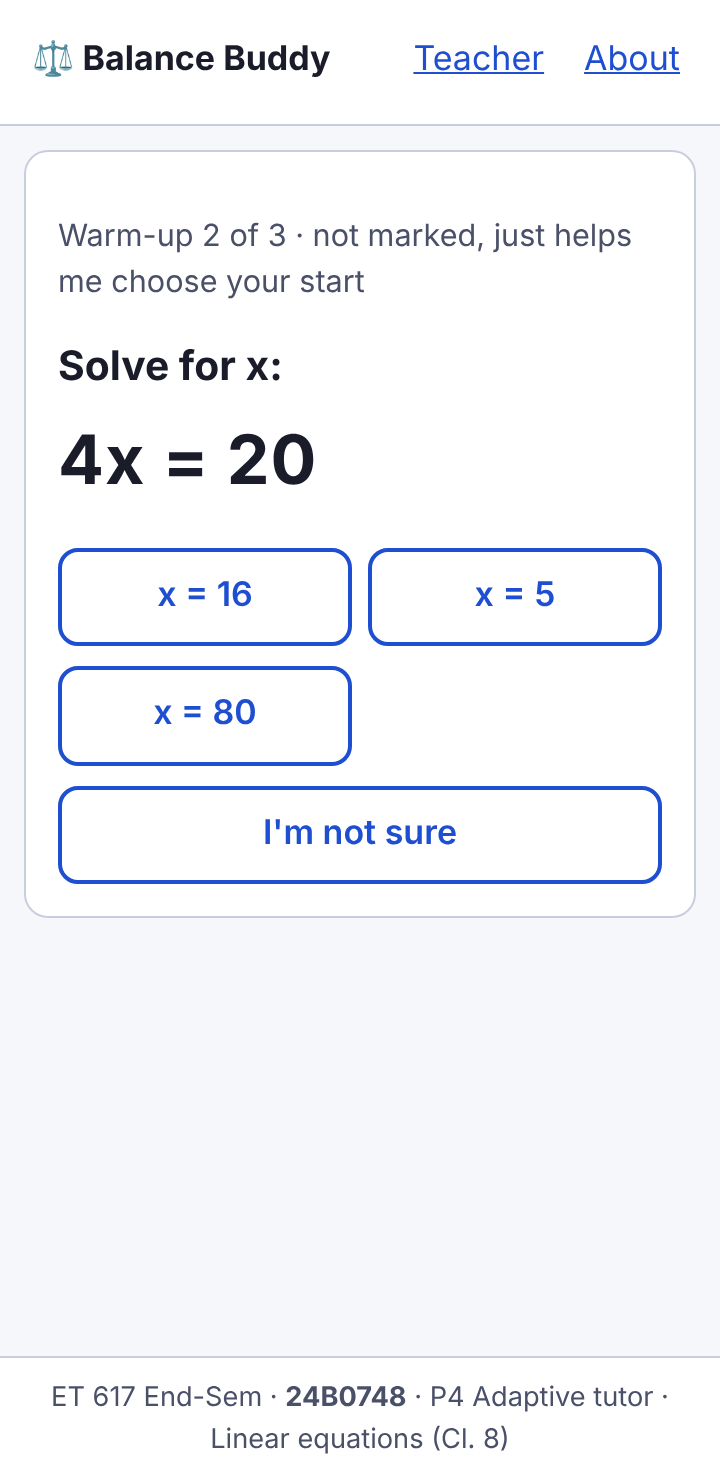 ⚖️ Balance Buddy Teacher About
Warm-up 2 of 3 · not marked, just helps
me choose your start
Solve for x:
4x = 20
x = 16 x = 5
x = 80
I'm not sure
ET 617 End-Sem · 24B0748 · P4 Adaptive tutor ·
Linear equations (Cl. 8)